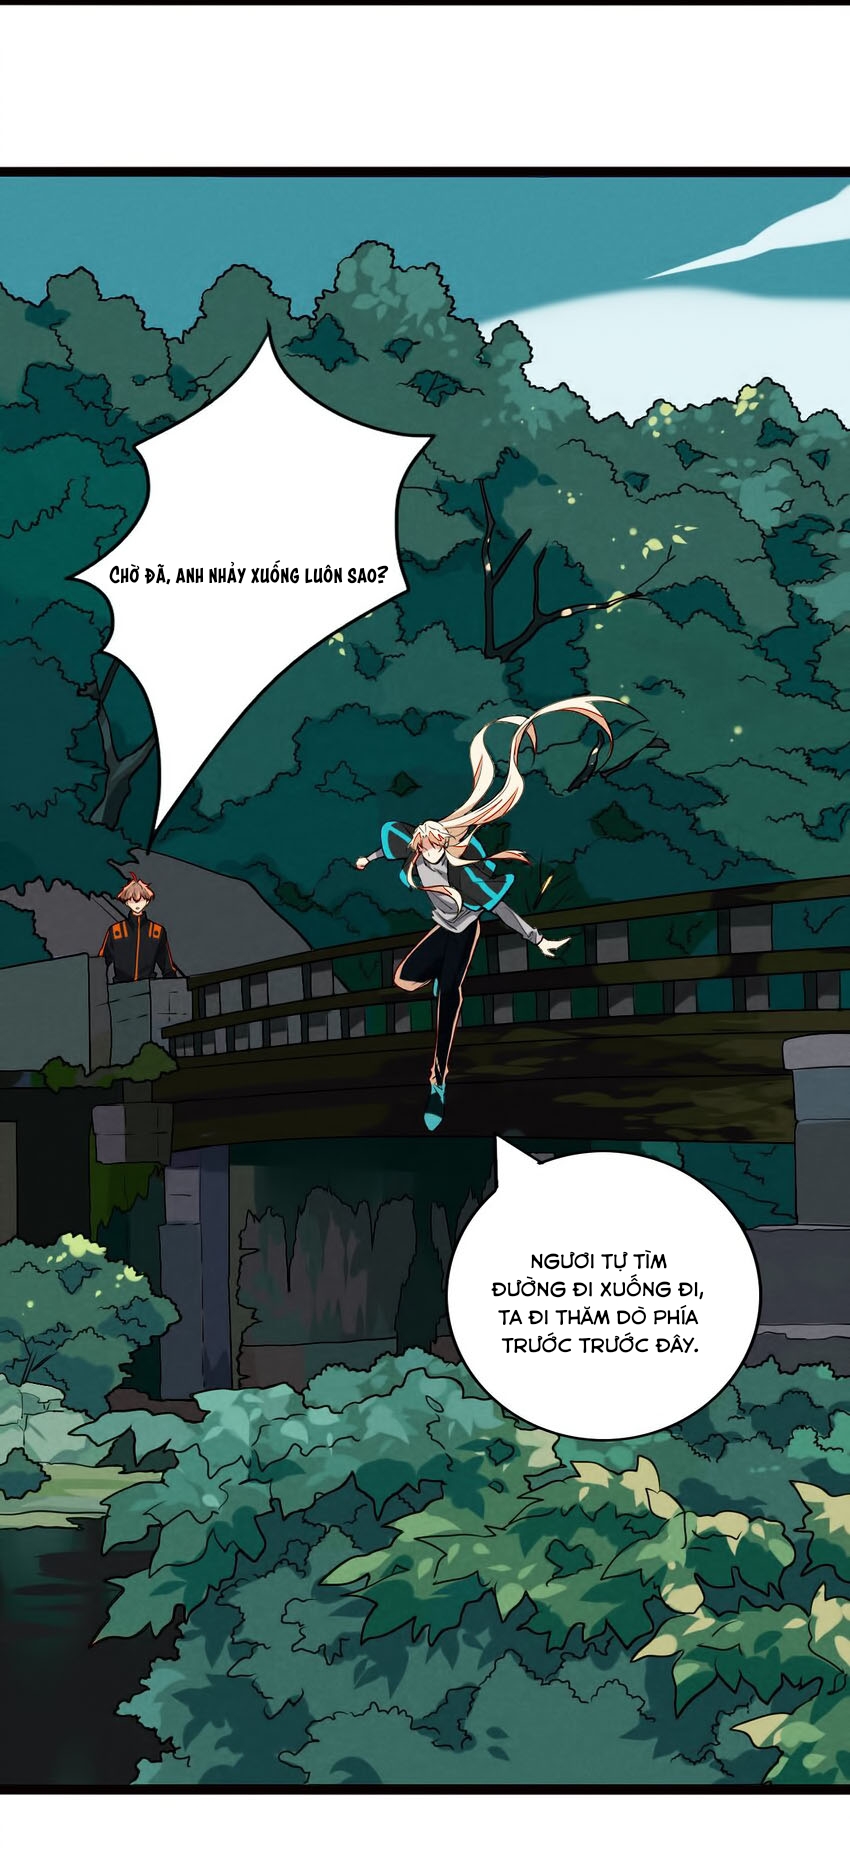 Chờ đã, anh nhảy xuống luôn sao?
NGƯƠI TỰ TÌM
ĐƯỜNG ĐI XUỐNG ĐI,
TA ĐI THĂM DÒ PHÍA
TRƯỚC TRƯỚC ĐÂY.